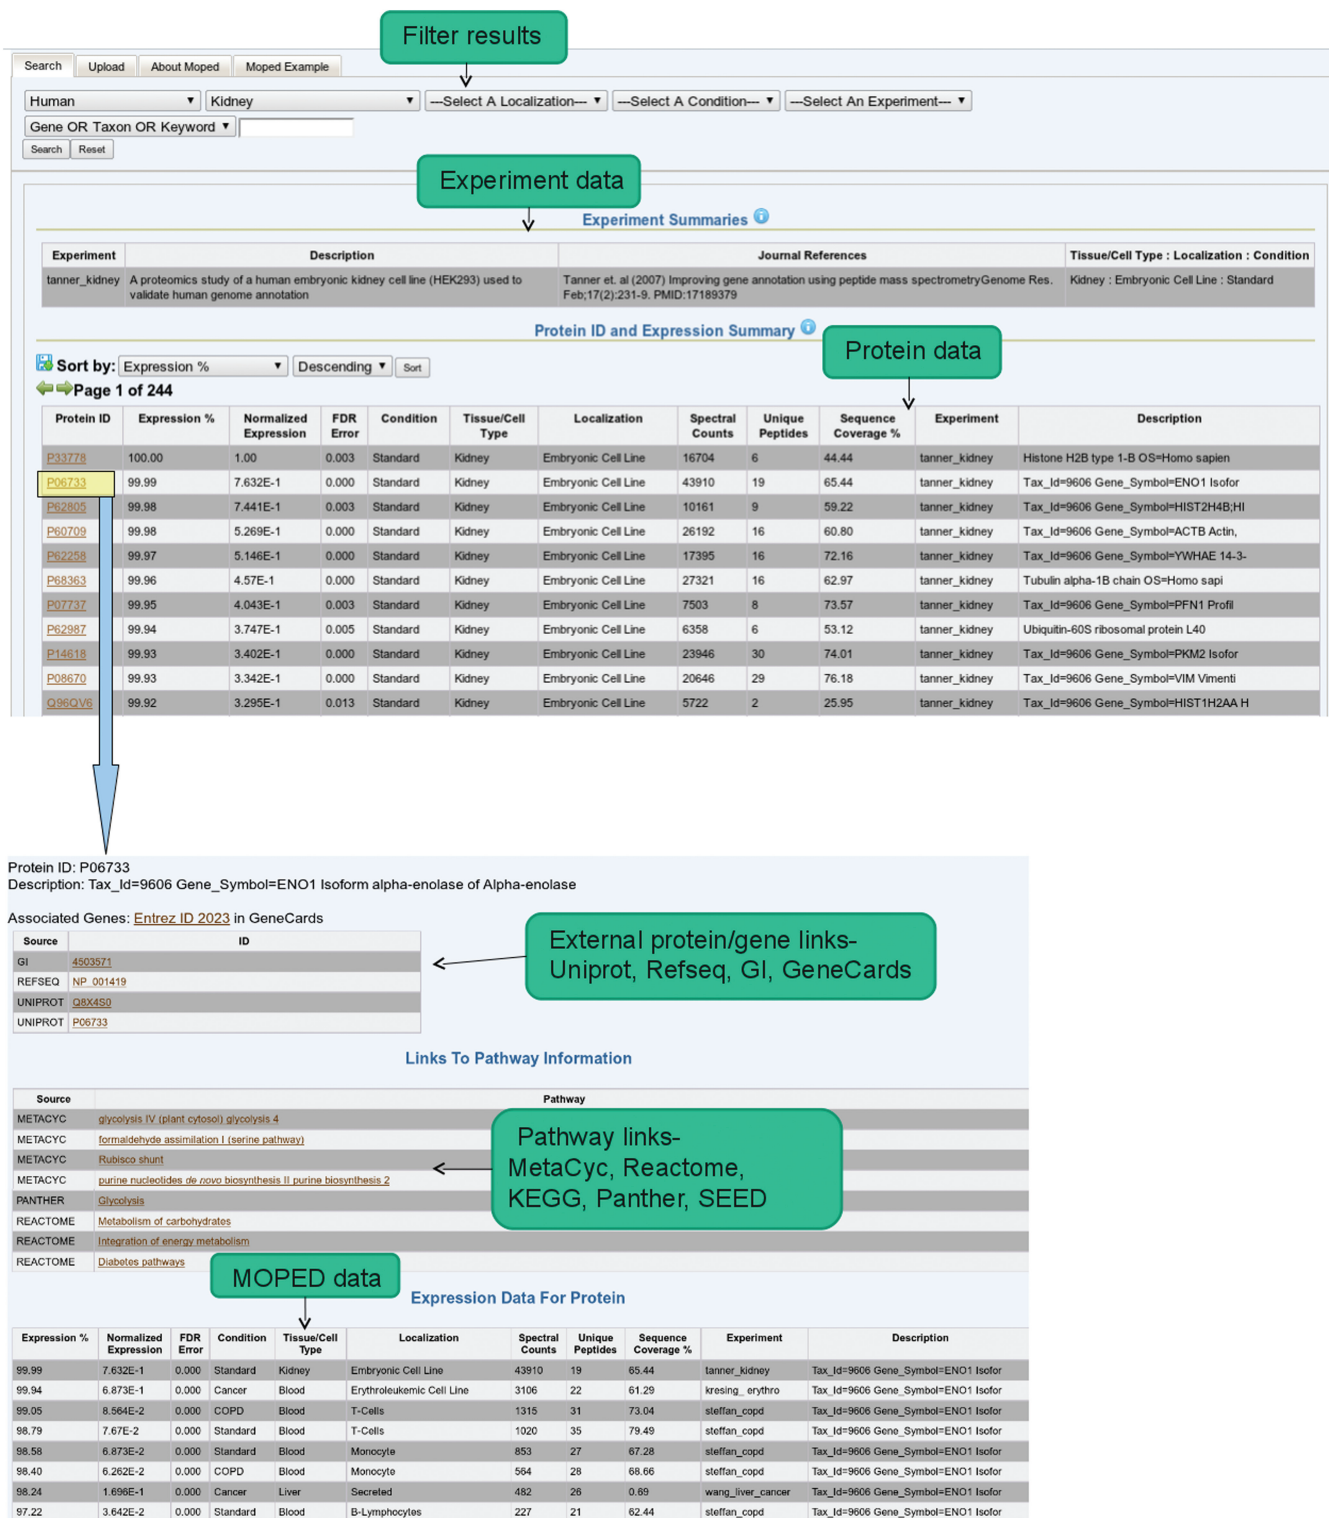 Filter results
Search Upload About Moped Moped Example
Human Kidney ---Select A Localization--- ---Select A Condition--- ---Select An Experiment---
Gene OR Taxon OR Keyword
Search Reset
Experiment data
Experiment Summaries
Experiment Description Journal References Tissue/Cell Type : Localization : Condition
tanner_kidney A proteomics study of a human embryonic kidney cell line (HEK293) used to Tanner et. al (2007) Improving gene annotation using peptide mass spectrometryGenome Res. Kidney : Embryonic Cell Line : Standard
validate human genome annotation Feb;17(2):231-9. PMID:17189379
Protein ID and Expression Summary
Protein data
Sort by: Expression % Descending Sort
Page 1 of 244
Protein ID Expression % Normalized FDR Condition Tissue/Cell Localization Spectral Unique Sequence Experiment Description
Expression Error Type Counts Peptides Coverage %
P33778 100.00 1.00 0.003 Standard Kidney Embryonic Cell Line 16704 6 44.44 tanner_kidney Histone H2B type 1-B OS=Homo sapien
P06733 99.99 7.632E-1 0.000 Standard Kidney Embryonic Cell Line 43910 19 65.44 tanner_kidney Tax_Id=9606 Gene_Symbol=ENO1 Isofor
P62805 99.98 7.441E-1 0.003 Standard Kidney Embryonic Cell Line 10161 9 59.22 tanner_kidney Tax_Id=9606 Gene_Symbol=HIST2H4B;HI
P60709 99.98 5.269E-1 0.000 Standard Kidney Embryonic Cell Line 26192 16 60.80 tanner_kidney Tax_Id=9606 Gene_Symbol=ACTB Actin,
P62258 99.97 5.146E-1 0.000 Standard Kidney Embryonic Cell Line 17395 16 72.16 tanner_kidney Tax_Id=9606 Gene_Symbol=YWHAE 14-3-
P68363 99.96 4.57E-1 0.000 Standard Kidney Embryonic Cell Line 27321 16 62.97 tanner_kidney Tubulin alpha-1B chain OS=Homo sapi
P07737 99.95 4.043E-1 0.003 Standard Kidney Embryonic Cell Line 7503 8 73.57 tanner_kidney Tax_Id=9606 Gene_Symbol=PFN1 Profil
P62987 99.94 3.747E-1 0.005 Standard Kidney Embryonic Cell Line 6358 6 53.12 tanner_kidney Ubiquitin-60S ribosomal protein L40
P14618 99.93 3.402E-1 0.000 Standard Kidney Embryonic Cell Line 23946 30 74.01 tanner_kidney Tax_Id=9606 Gene_Symbol=PKM2 Isofor
P08670 99.93 3.342E-1 0.000 Standard Kidney Embryonic Cell Line 20646 29 76.18 tanner_kidney Tax_Id=9606 Gene_Symbol=VIM Vimenti
Q96QV6 99.92 3.295E-1 0.013 Standard Kidney Embryonic Cell Line 5722 2 25.95 tanner_kidney Tax_Id=9606 Gene_Symbol=HIST1H2AA H
Protein ID: P06733
Description: Tax_Id=9606 Gene_Symbol=ENO1 Isoform alpha-enolase of Alpha-enolase
Associated Genes: Entrez ID 2023 in GeneCards
Source ID
GI 4503571
REFSEQ NP_001419
UNIPROT Q8X4S0
UNIPROT P06733
External protein/gene links-
Uniprot, Refseq, GI, GeneCards
Links To Pathway Information
Source Pathway
METACYC glycolysis IV (plant cytosol) glycolysis 4
METACYC formaldehyde assimilation I (serine pathway)
METACYC Rubisco shunt
METACYC purine nucleotides de novo biosynthesis II purine biosynthesis 2
PANTHER Glycolysis
REACTOME Metabolism of carbohydrates
REACTOME Integration of energy metabolism
REACTOME Diabetes pathways
Pathway links-
MetaCyc, Reactome,
KEGG, Panther, SEED
MOPED data
Expression Data For Protein
Expression % Normalized FDR Condition Tissue/Cell Localization Spectral Unique Sequence Experiment Description
Expression Error Type Counts Peptides Coverage %
99.99 7.632E-1 0.000 Standard Kidney Embryonic Cell Line 43910 19 65.44 tanner_kidney Tax_Id=9606 Gene_Symbol=ENO1 Isofor
99.94 6.873E-1 0.000 Cancer Blood Erythroleukemic Cell Line 3106 22 61.29 kresing_ erythro Tax_Id=9606 Gene_Symbol=ENO1 Isofor
99.05 8.564E-2 0.000 COPD Blood T-Cells 1315 31 73.04 steffan_copd Tax_Id=9606 Gene_Symbol=ENO1 Isofor
98.79 7.67E-2 0.000 Standard Blood T-Cells 1020 35 79.49 steffan_copd Tax_Id=9606 Gene_Symbol=ENO1 Isofor
98.58 6.873E-2 0.000 Standard Blood Monocyte 853 27 67.28 steffan_copd Tax_Id=9606 Gene_Symbol=ENO1 Isofor
98.40 6.262E-2 0.000 COPD Blood Monocyte 564 28 68.66 steffan_copd Tax_Id=9606 Gene_Symbol=ENO1 Isofor
98.24 1.696E-1 0.000 Cancer Liver Secreted 482 26 0.69 wang_liver_cancer Tax_Id=9606 Gene_Symbol=ENO1 Isofor
97.22 3.642E-2 0.000 Standard Blood B-Lymphocytes 227 21 62.44 steffan_copd Tax_Id=9606 Gene_Symbol=ENO1 Isofor